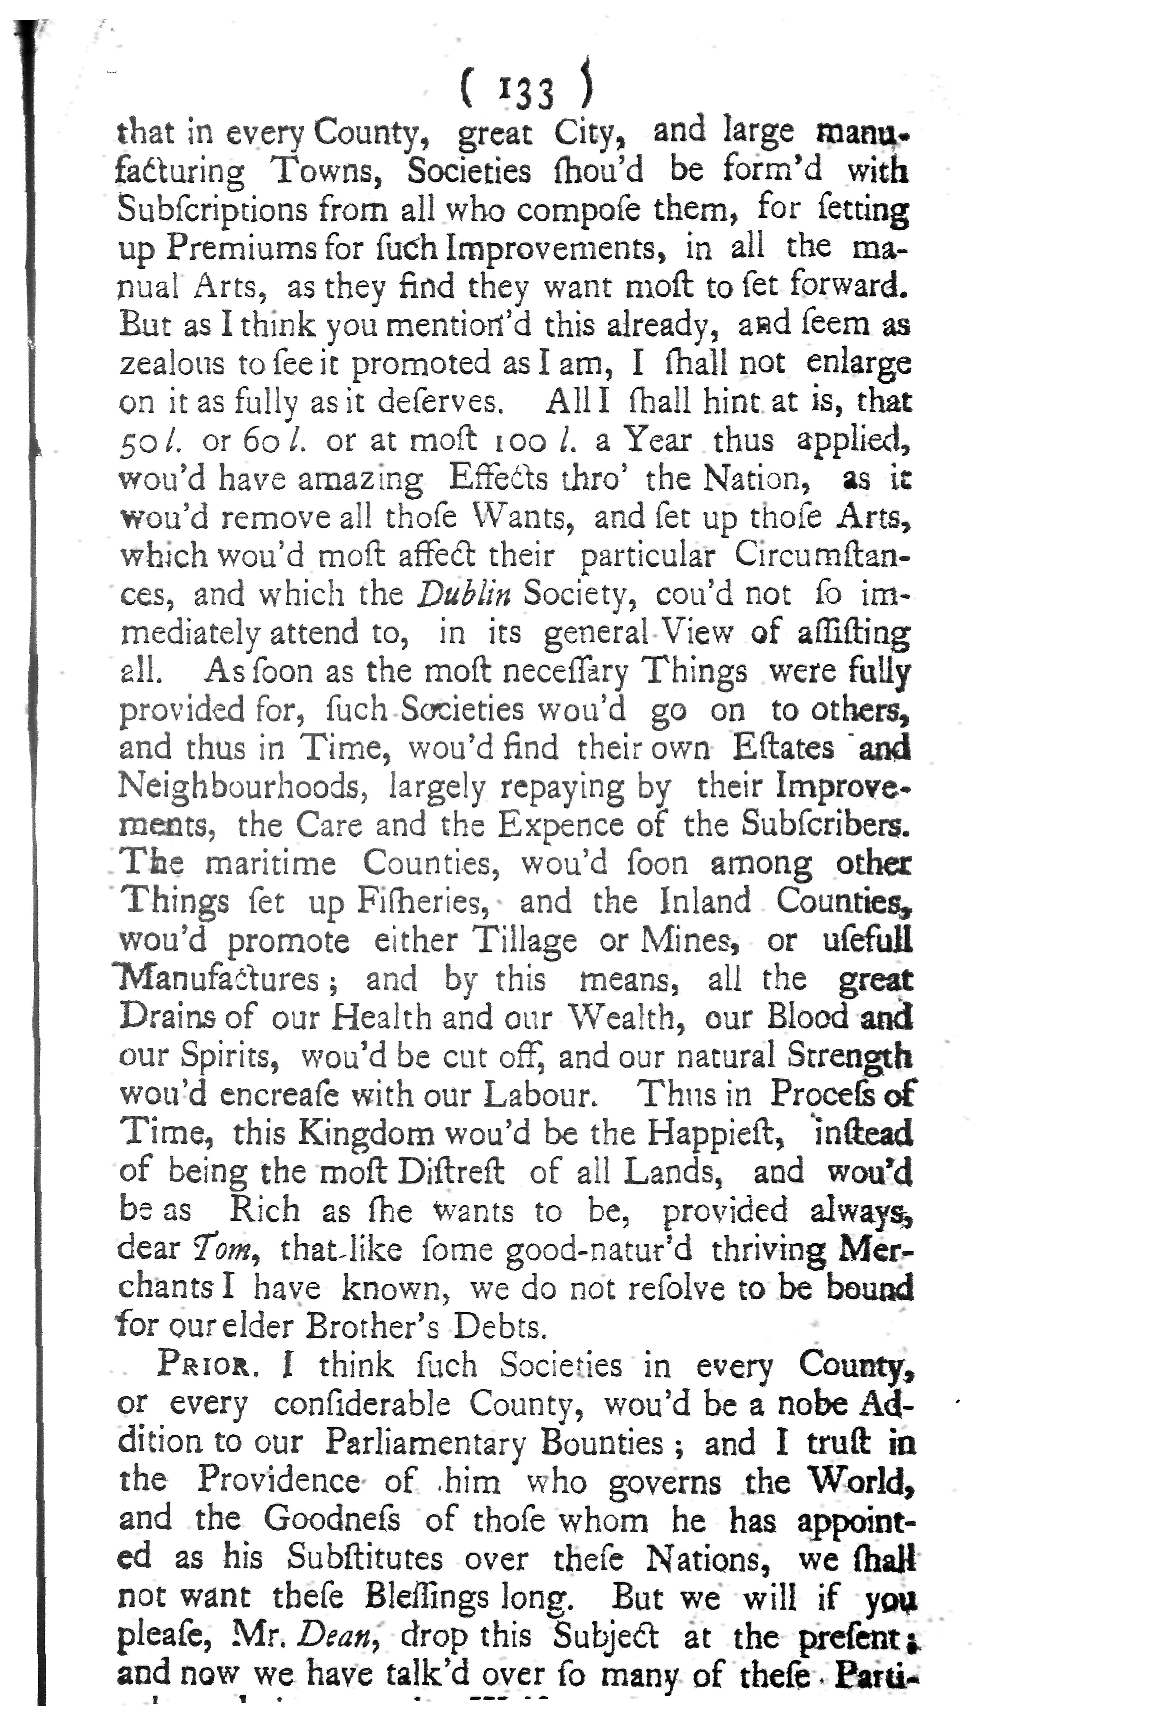 ( 133 )
that in every County, great City, and large manu-
facturing Towns, Societies ſhou'd be form'd with
Subſcriptions from all who compoſe them, for ſetting
up Premiums for ſuch Improvements, in all the ma-
nual Arts, as they find they want moſt to ſet forward.
But as I think you mention'd this already, and ſeem as
zealous to ſee it promoted as I am, I ſhall not enlarge
on it as fully as it deſerves. All I ſhall hint at is, that
50 l. or 60 l. or at moſt 100 l. a Year thus applied,
wou'd have amazing Effects thro' the Nation, as it
wou'd remove all thoſe Wants, and ſet up thoſe Arts,
which wou'd moſt affect their particular Circumſtan-
ces, and which the Dublin Society, cou'd not ſo im-
mediately attend to, in its general View of aſſiſting
all. As ſoon as the moſt neceſſary Things were fully
provided for, ſuch Societies wou'd go on to others,
and thus in Time, wou'd find their own Eſtates and
Neighbourhoods, largely repaying by their Improve-
ments, the Care and the Expence of the Subſcribers.
The maritime Counties, wou'd ſoon among other
Things ſet up Fiſheries, and the Inland Counties,
wou'd promote either Tillage or Mines, or uſefull
Manufactures; and by this means, all the great
Drains of our Health and our Wealth, our Blood and
our Spirits, wou'd be cut off, and our natural Strength
wou'd encreaſe with our Labour. Thus in Proceſs of
Time, this Kingdom wou'd be the Happieſt, inſtead
of being the moſt Diſtreſt of all Lands, and wou'd
be as Rich as ſhe wants to be, provided always,
dear Tom, that like ſome good-natur'd thriving Mer-
chants I have known, we do not reſolve to be bound
for our elder Brother's Debts.
PRIOR. I think ſuch Societies in every County,
or every conſiderable County, wou'd be a nobe Ad-
dition to our Parliamentary Bounties; and I truſt in
the Providence of him who governs the World,
and the Goodneſs of thoſe whom he has appoint-
ed as his Subſtitutes over theſe Nations, we ſhall
not want theſe Bleſſings long. But we will if you
pleaſe, Mr. Dean, drop this Subject at the preſent;
and now we have talk'd over ſo many of theſe Parti-